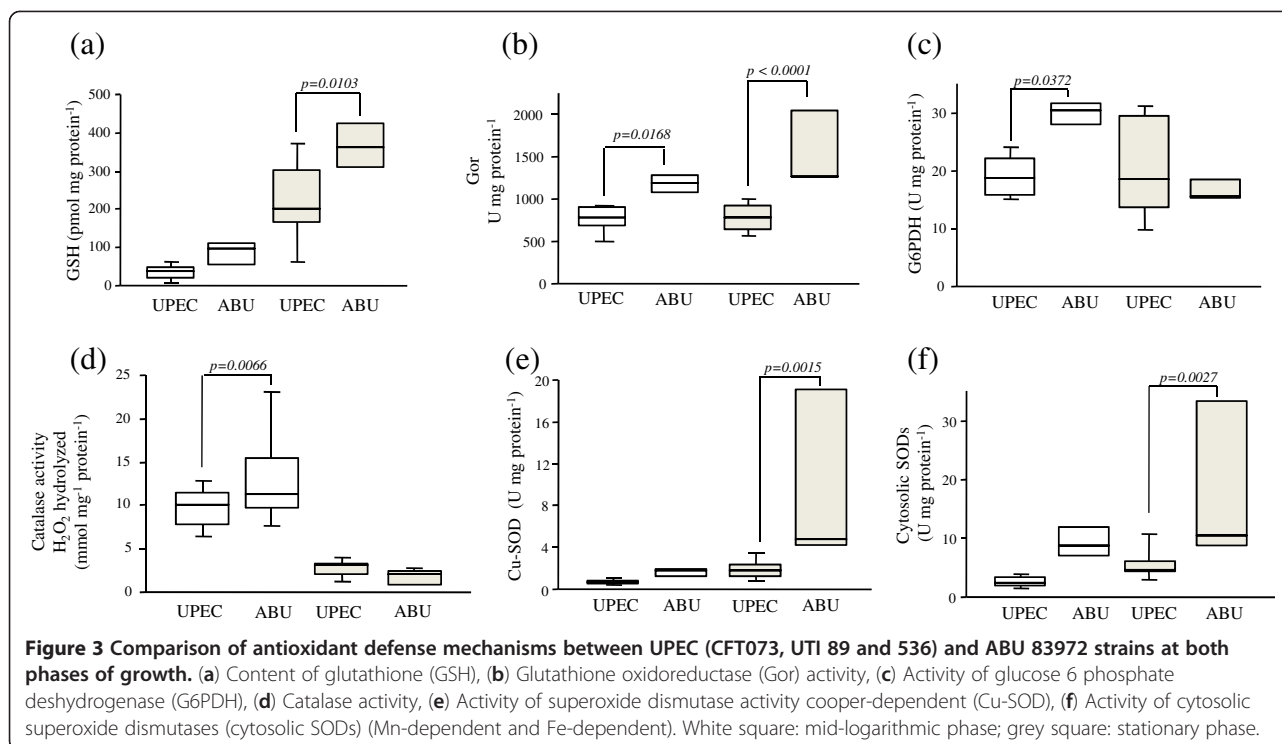 (a)
p=0.0103
500
400
300
200
100
0
GSH (pmol mg protein-1)
UPEC ABU UPEC ABU
(b)
p < 0.0001
p=0.0168
2000
1500
1000
500
0
Gor
U mg protein-1
UPEC ABU UPEC ABU
(c)
p=0.0372
30
20
10
0
G6PDH (U mg protein-1)
UPEC ABU UPEC ABU
(d)
p=0.0066
25
20
15
10
5
0
Catalase activity
H2O2 hydrolyzed
(mmol mg-1 protein)
UPEC ABU UPEC ABU
(e)
p=0.0015
20
16
12
8
4
0
Cu-SOD (U mg protein-1)
UPEC ABU UPEC ABU
(f)
p=0.0027
30
20
10
0
Cytosolic SODs
(U mg protein-1)
UPEC ABU UPEC ABU
Figure 3 Comparison of antioxidant defense mechanisms between UPEC (CFT073, UTI 89 and 536) and ABU 83972 strains at both
phases of growth. (a) Content of glutathione (GSH), (b) Glutathione oxidoreductase (Gor) activity, (c) Activity of glucose 6 phosphate
deshydrogenase (G6PDH), (d) Catalase activity, (e) Activity of superoxide dismutase activity cooper-dependent (Cu-SOD), (f) Activity of cytosolic
superoxide dismutases (cytosolic SODs) (Mn-dependent and Fe-dependent). White square: mid-logarithmic phase; grey square: stationary phase.